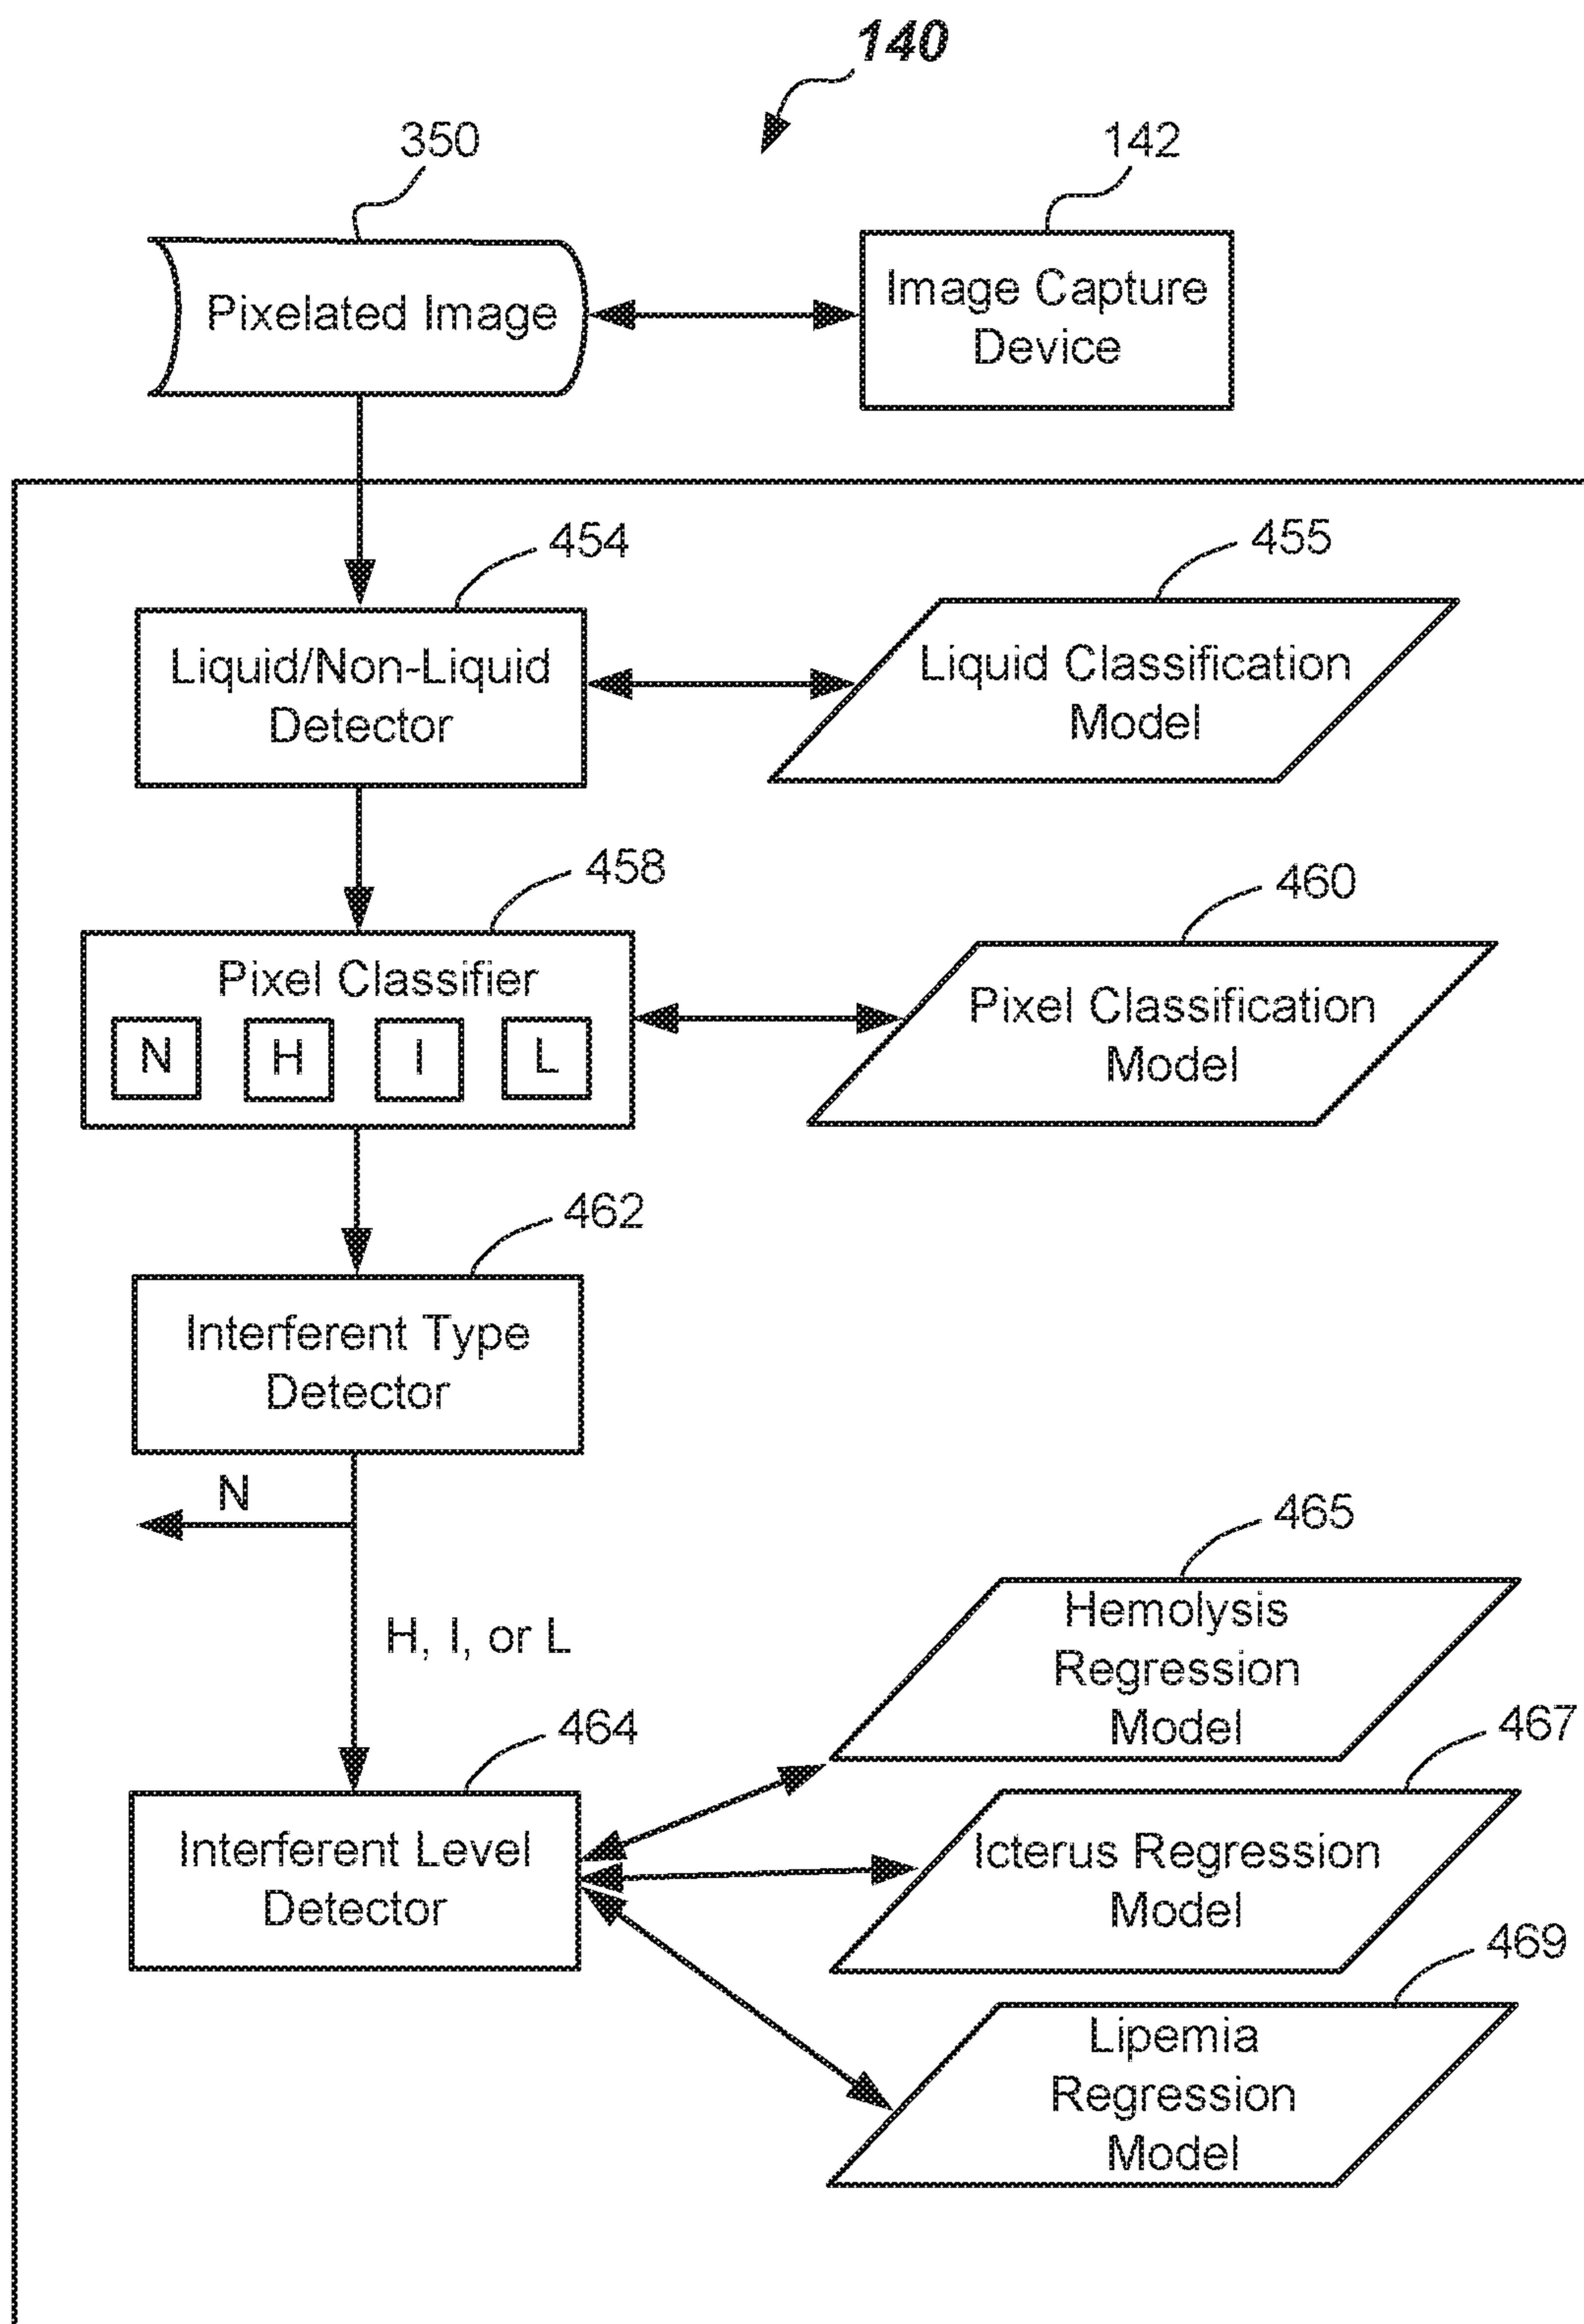 140
350
142
Pixelated Image
Image Capture
Device
454
455
Liquid/Non-Liquid
Detector
Liquid Classification
Model
458
460
Pixel Classifier
N H I L
Pixel Classification
Model
462
Interferent Type
Detector
N
H, I, or L
465
Hemolysis
Regression
Model
464
467
Interferent Level
Detector
Icterus Regression
Model
469
Lipemia
Regression
Model